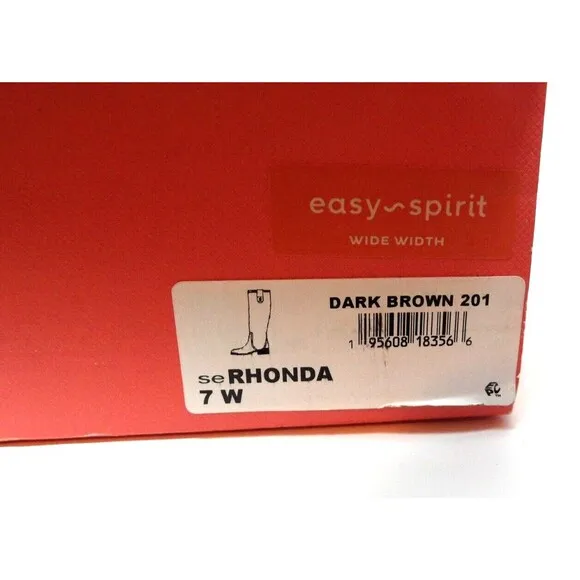 easy~spirit
WIDE WIDTH
DARK BROWN 201
1 95608 18356 6
seRHONDA
7 W